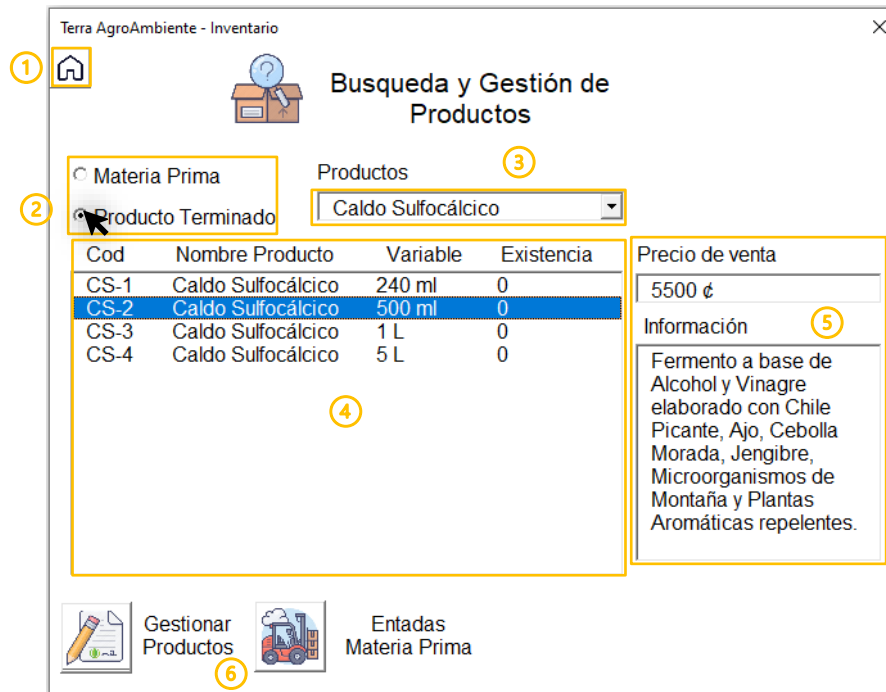 Terra AgroAmbiente - Inventario
1
Busqueda y Gestión de
Productos
Materia Prima
Producto Terminado
2
Productos
3
Caldo Sulfocálcico
Cod Nombre Producto Variable Existencia
CS-1 Caldo Sulfocálcico 240 ml 0
CS-2 Caldo Sulfocálcico 500 ml 0
CS-3 Caldo Sulfocálcico 1 L 0
CS-4 Caldo Sulfocálcico 5 L 0
4
Precio de venta
5500 ¢
Información
5
Fermento a base de
Alcohol y Vinagre
elaborado con Chile
Picante, Ajo, Cebolla
Morada, Jengibre,
Microorganismos de
Montaña y Plantas
Aromáticas repelentes.
Gestionar
Productos
6
Entadas
Materia Prima